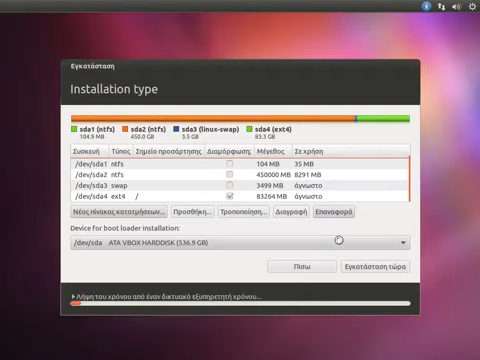 Εγκατάσταση
Installation type
sda1 (ntfs) sda2 (ntfs) sda3 (linux-swap) sda4 (ext4)
104.9 MB 450.0 GB 3.5 GB 83.3 GB
Συσκευή Τύπος Σημείο προσάρτησης Διαμόρφωση; Μέγεθος Σε χρήση
/dev/sda1 ntfs 104 MB 35 MB
/dev/sda2 ntfs 450000 MB 8291 MB
/dev/sda3 swap 3499 MB άγνωστο
/dev/sda4 ext4 / 83264 MB άγνωστο
Νέος πίνακας κατατμήσεων... Προσθήκη... Τροποποίηση... Διαγραφή Επαναφορά
Device for boot loader installation:
/dev/sda ATA VBOX HARDDISK (536.9 GB)
Πίσω Εγκατάσταση τώρα
Λήψη του χρόνου από έναν δικτυακό εξυπηρετητή χρόνου...